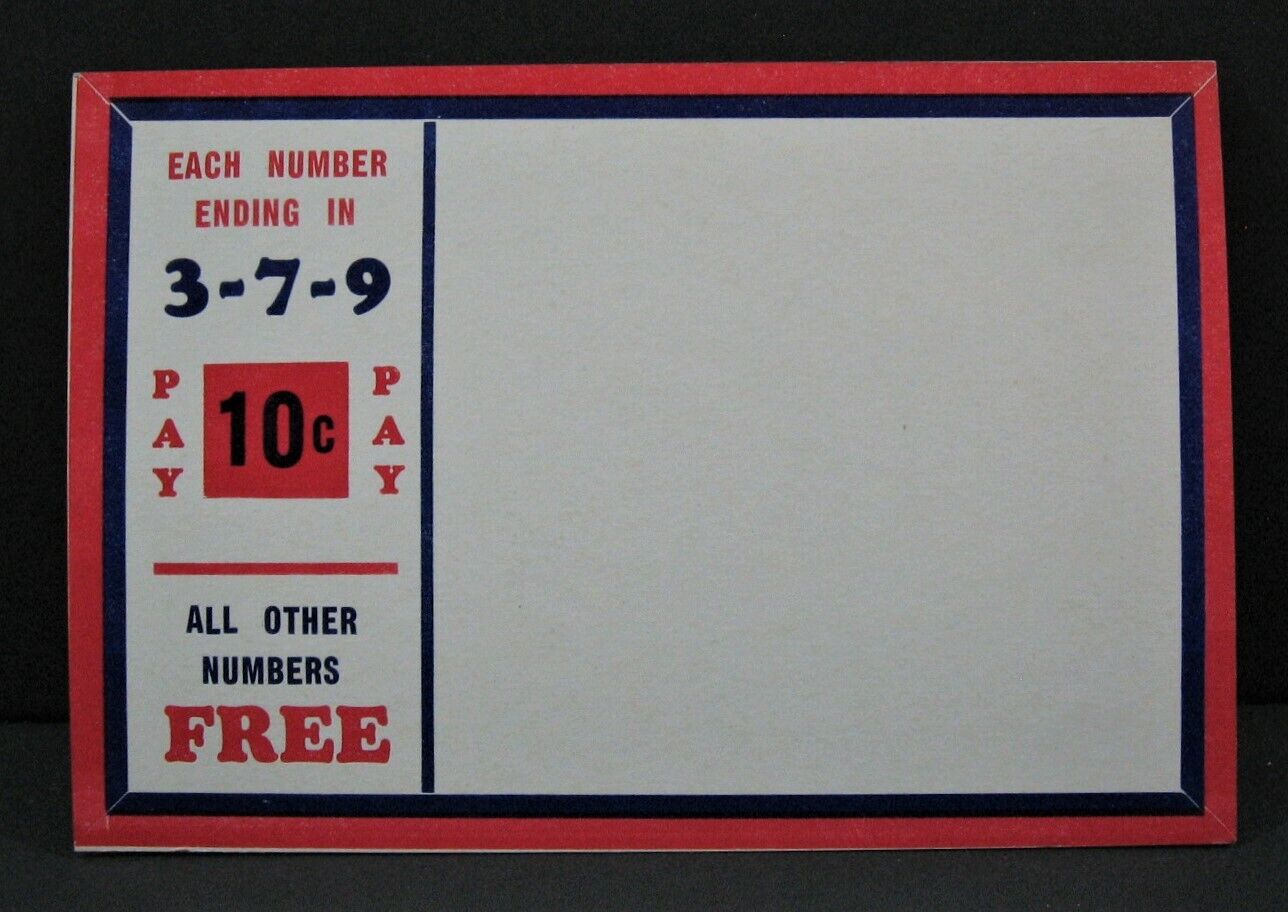 EACH NUMBER
ENDING IN
3-7-9
PAY 10c PAY
ALL OTHER
NUMBERS
FREE